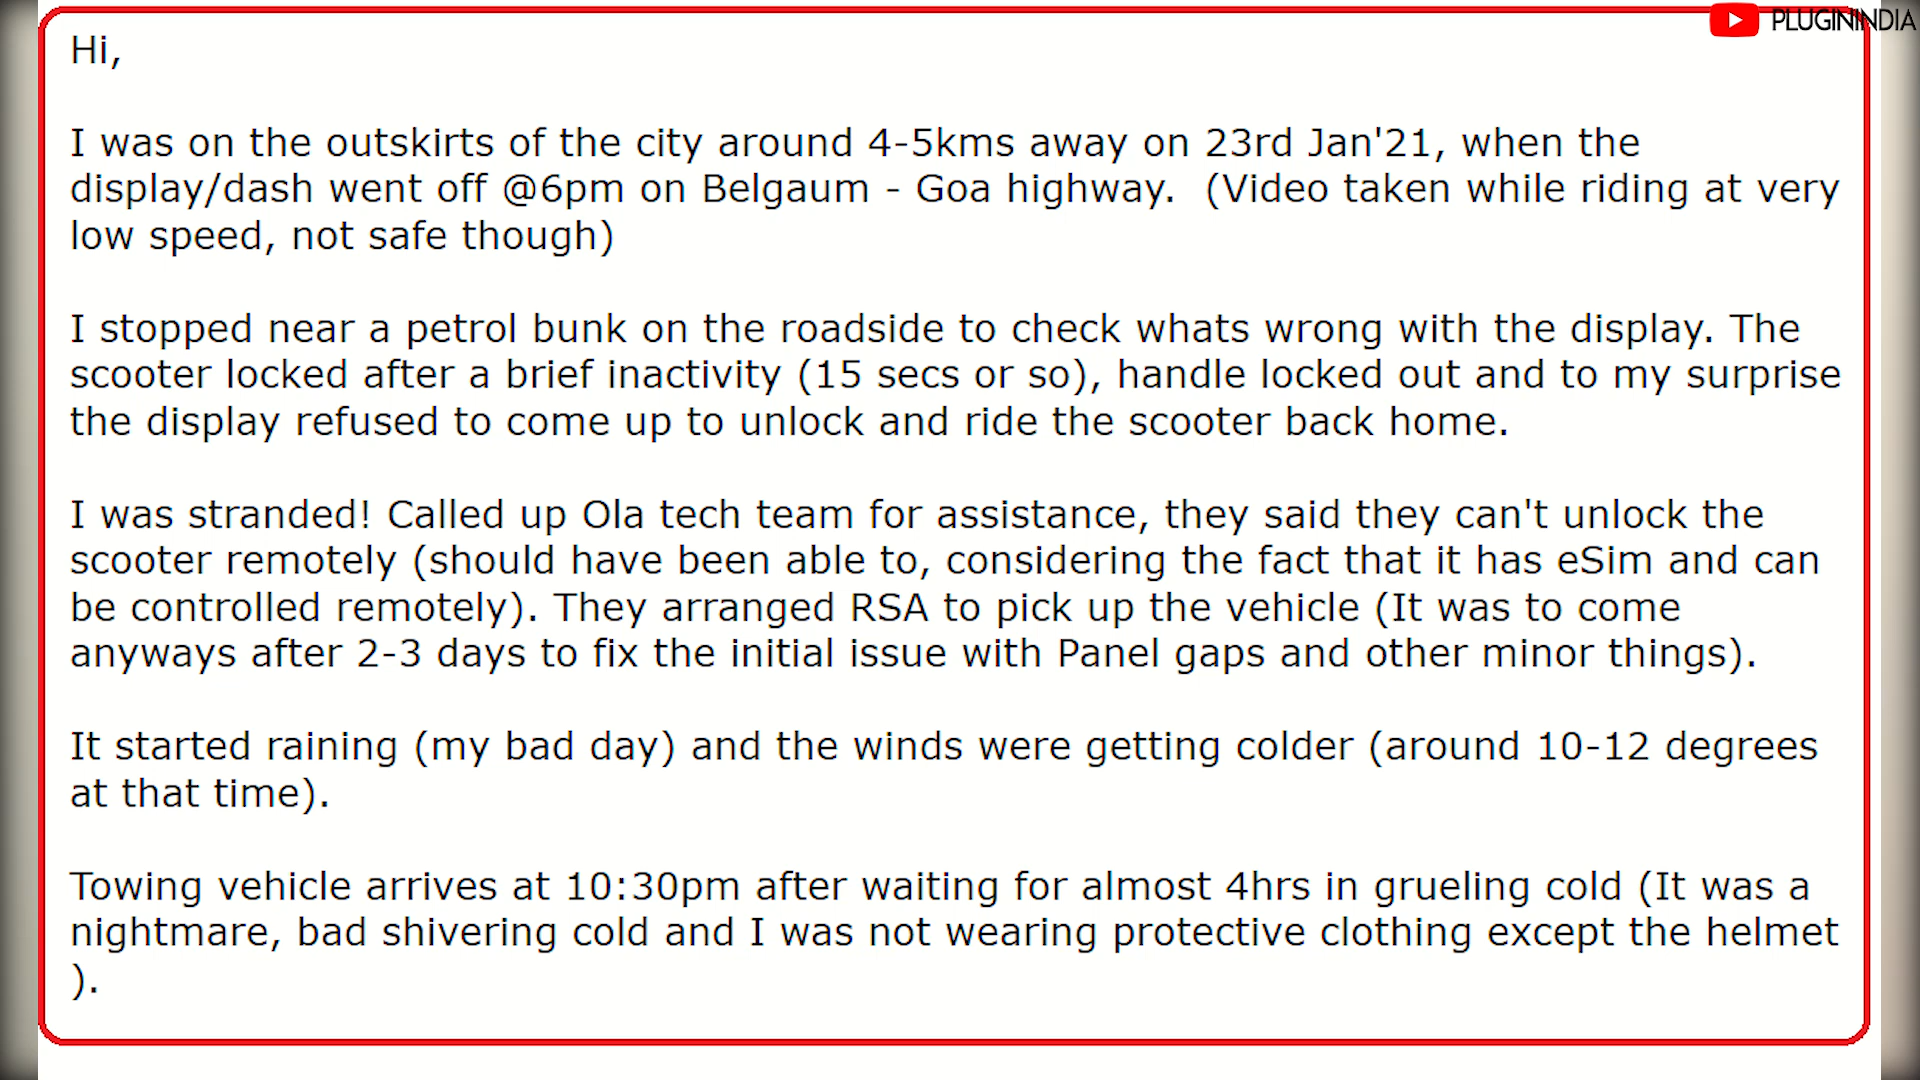 PLUGININDIA
Hi,
I was on the outskirts of the city around 4-5kms away on 23rd Jan'21, when the
display/dash went off @6pm on Belgaum - Goa highway.  (Video taken while riding at very
low speed, not safe though)
I stopped near a petrol bunk on the roadside to check whats wrong with the display. The
scooter locked after a brief inactivity (15 secs or so), handle locked out and to my surprise
the display refused to come up to unlock and ride the scooter back home.
I was stranded! Called up Ola tech team for assistance, they said they can't unlock the
scooter remotely (should have been able to, considering the fact that it has eSim and can
be controlled remotely). They arranged RSA to pick up the vehicle (It was to come
anyways after 2-3 days to fix the initial issue with Panel gaps and other minor things).
It started raining (my bad day) and the winds were getting colder (around 10-12 degrees
at that time).
Towing vehicle arrives at 10:30pm after waiting for almost 4hrs in grueling cold (It was a
nightmare, bad shivering cold and I was not wearing protective clothing except the helmet
).